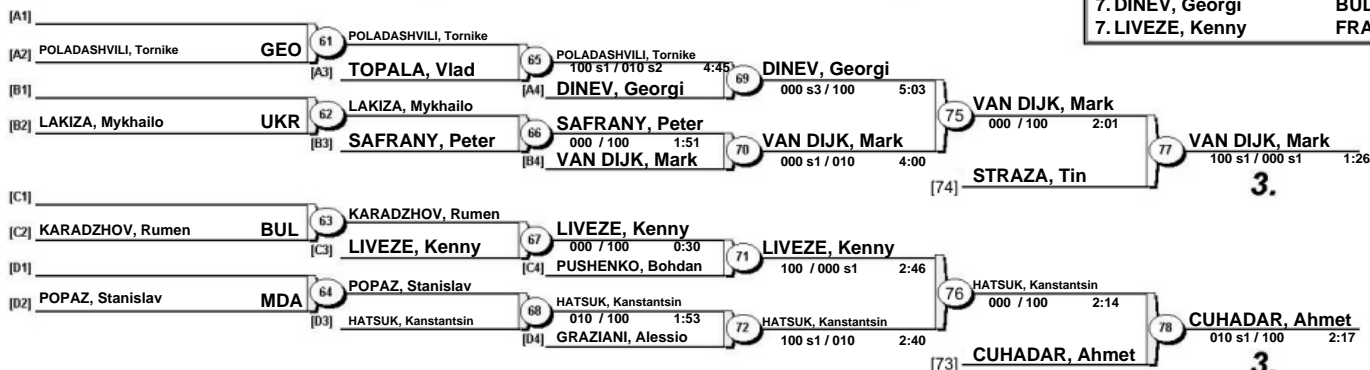 7. DINEV, Georgi BUL
7. LIVEZE, Kenny FRA
[A1]
[A2] POLADASHVILI, Tornike GEO
61
POLADASHVILI, Tornike
[A3] TOPALA, Vlad
65
POLADASHVILI, Tornike
100 s1 / 010 s2 4:45
[A4] DINEV, Georgi
69
DINEV, Georgi
000 s3 / 100 5:03
[B1]
[B2] LAKIZA, Mykhailo UKR
62
LAKIZA, Mykhailo
[B3] SAFRANY, Peter
66
SAFRANY, Peter
000 / 100 1:51
[B4] VAN DIJK, Mark
70
VAN DIJK, Mark
000 s1 / 010 4:00
75
VAN DIJK, Mark
000 / 100 2:01
[74] STRAZA, Tin
77
VAN DIJK, Mark
100 s1 / 000 s1 1:26
3.
[C1]
[C2] KARADZHOV, Rumen BUL
63
KARADZHOV, Rumen
[C3] LIVEZE, Kenny
67
LIVEZE, Kenny
000 / 100 0:30
[C4] PUSHENKO, Bohdan
71
LIVEZE, Kenny
100 / 000 s1 2:46
[D1]
[D2] POPAZ, Stanislav MDA
64
POPAZ, Stanislav
[D3] HATSUK, Kanstantsin
68
HATSUK, Kanstantsin
010 / 100 1:53
[D4] GRAZIANI, Alessio
72
HATSUK, Kanstantsin
100 s1 / 010 2:40
76
HATSUK, Kanstantsin
000 / 100 2:14
[73] CUHADAR, Ahmet
78
CUHADAR, Ahmet
010 s1 / 100 2:17
3.